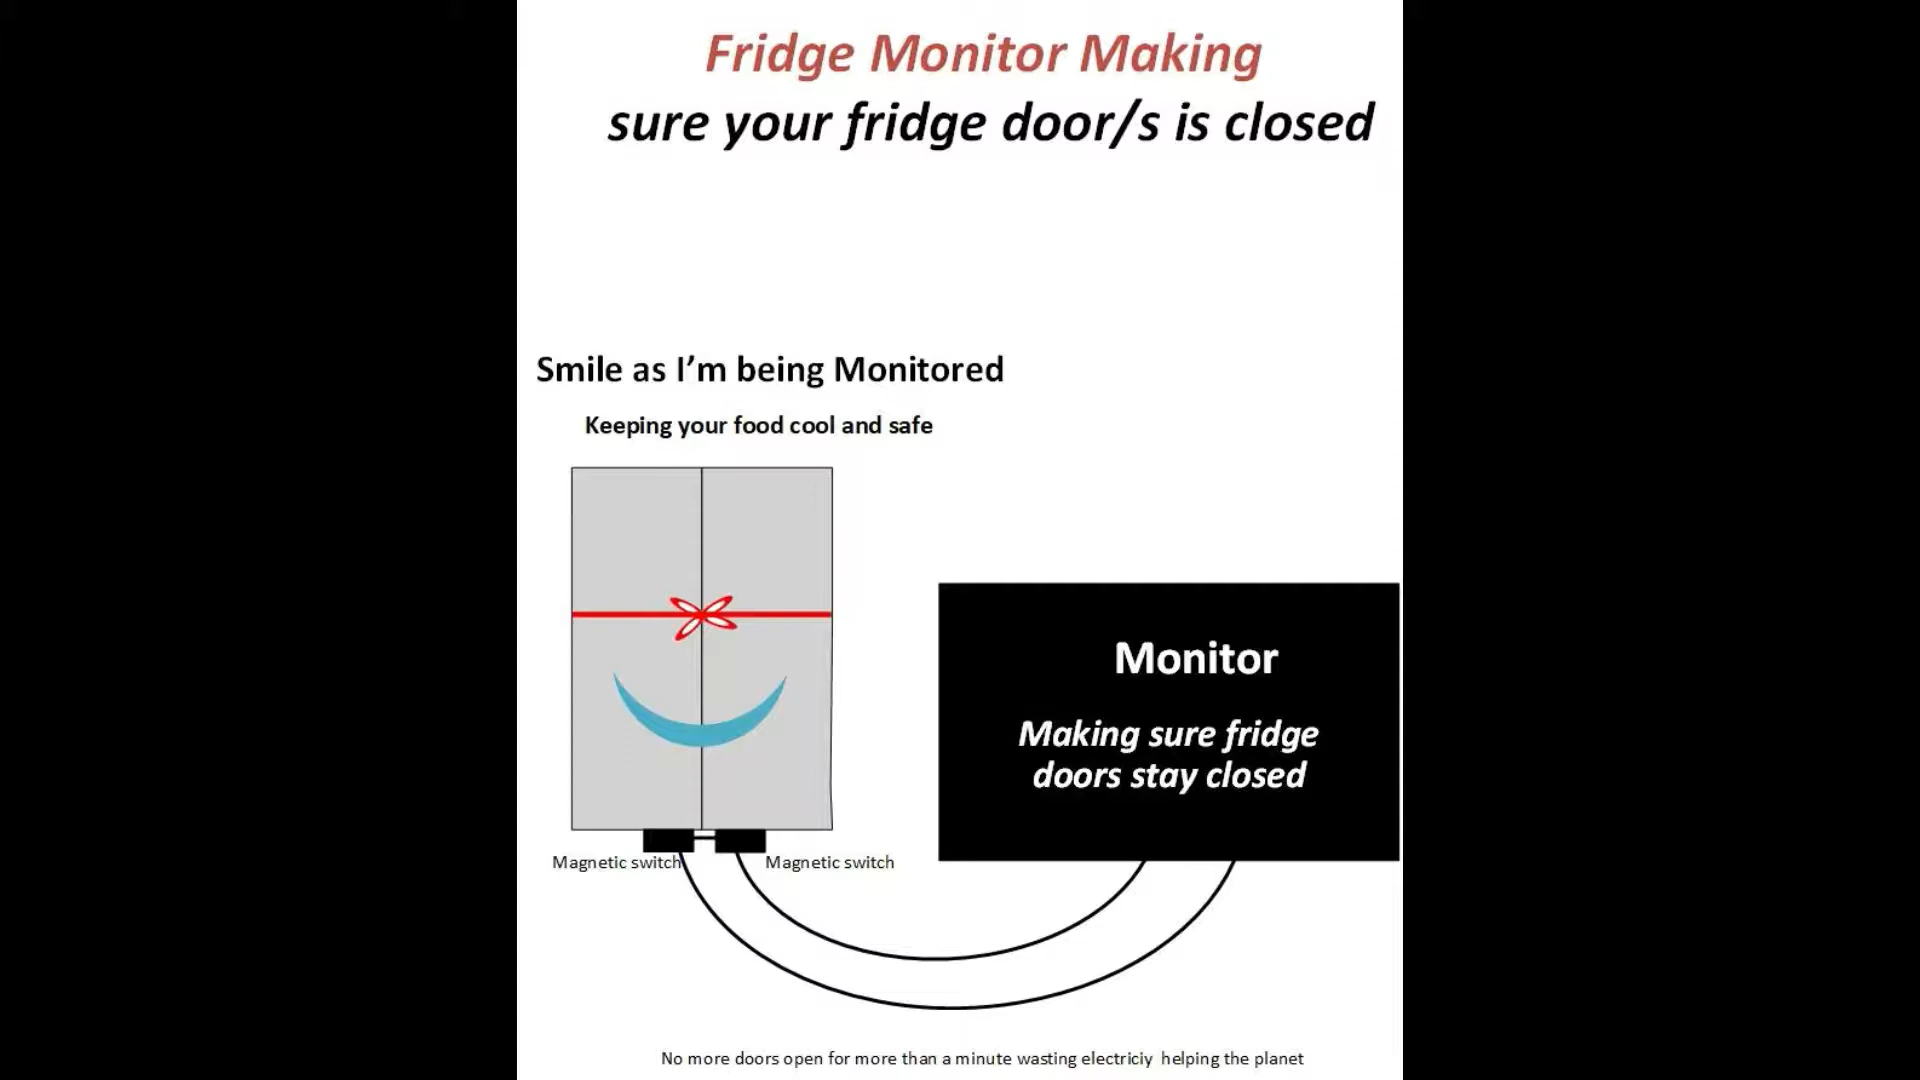 Fridge Monitor Making
sure your fridge door/s is closed
Smile as I’m being Monitored
Keeping your food cool and safe
Monitor
Making sure fridge
doors stay closed
Magnetic switch
Magnetic switch
No more doors open for more than a minute wasting electriciy helping the planet